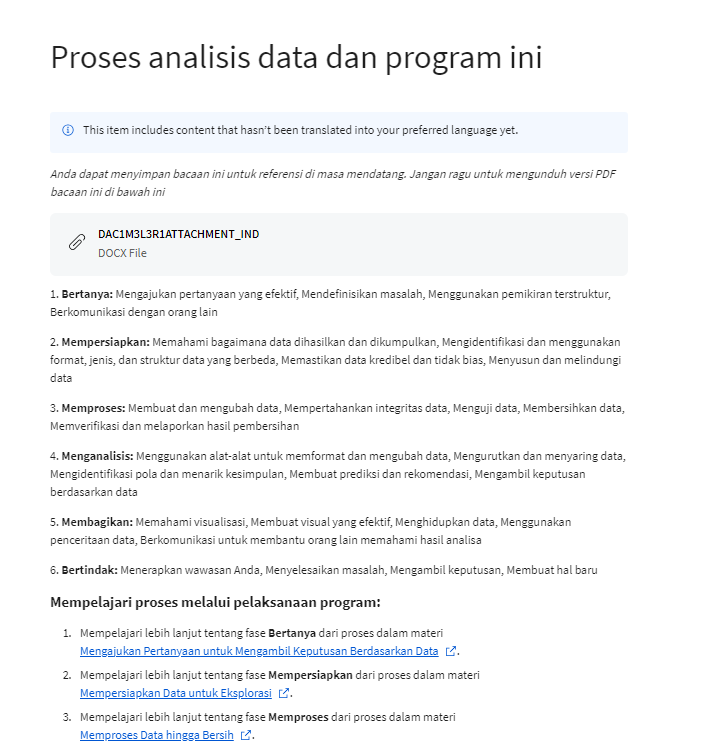 Proses analisis data dan program ini
This item includes content that hasn't been translated into your preferred language yet.
Anda dapat menyimpan bacaan ini untuk referensi di masa mendatang. Jangan ragu untuk mengunduh versi PDF
bacaan ini di bawah ini
DAC1M3L3R1ATTACHMENT_IND
DOCX File
1. Bertanya: Mengajukan pertanyaan yang efektif, Mendefinisikan masalah, Menggunakan pemikiran terstruktur,
Berkomunikasi dengan orang lain
2. Mempersiapkan: Memahami bagaimana data dihasilkan dan dikumpulkan, Mengidentifikasi dan menggunakan
format, jenis, dan struktur data yang berbeda, Memastikan data kredibel dan tidak bias, Menyusun dan melindungi
data
3. Memproses: Membuat dan mengubah data, Mempertahankan integritas data, Menguji data, Membersihkan data,
Memverifikasi dan melaporkan hasil pembersihan
4. Menganalisis: Menggunakan alat-alat untuk memformat dan mengubah data, Mengurutkan dan menyaring data,
Mengidentifikasi pola dan menarik kesimpulan, Membuat prediksi dan rekomendasi, Mengambil keputusan
berdasarkan data
5. Membagikan: Memahami visualisasi, Membuat visual yang efektif, Menghidupkan data, Menggunakan
penceritaan data, Berkomunikasi untuk membantu orang lain memahami hasil analisa
6. Bertindak: Menerapkan wawasan Anda, Menyelesaikan masalah, Mengambil keputusan, Membuat hal baru
Mempelajari proses melalui pelaksanaan program:
1. Mempelajari lebih lanjut tentang fase Bertanya dari proses dalam materi
Mengajukan Pertanyaan untuk Mengambil Keputusan Berdasarkan Data.
2. Mempelajari lebih lanjut tentang fase Mempersiapkan dari proses dalam materi
Mempersiapkan Data untuk Eksplorasi.
3. Mempelajari lebih lanjut tentang fase Memproses dari proses dalam materi
Memproses Data hingga Bersih.